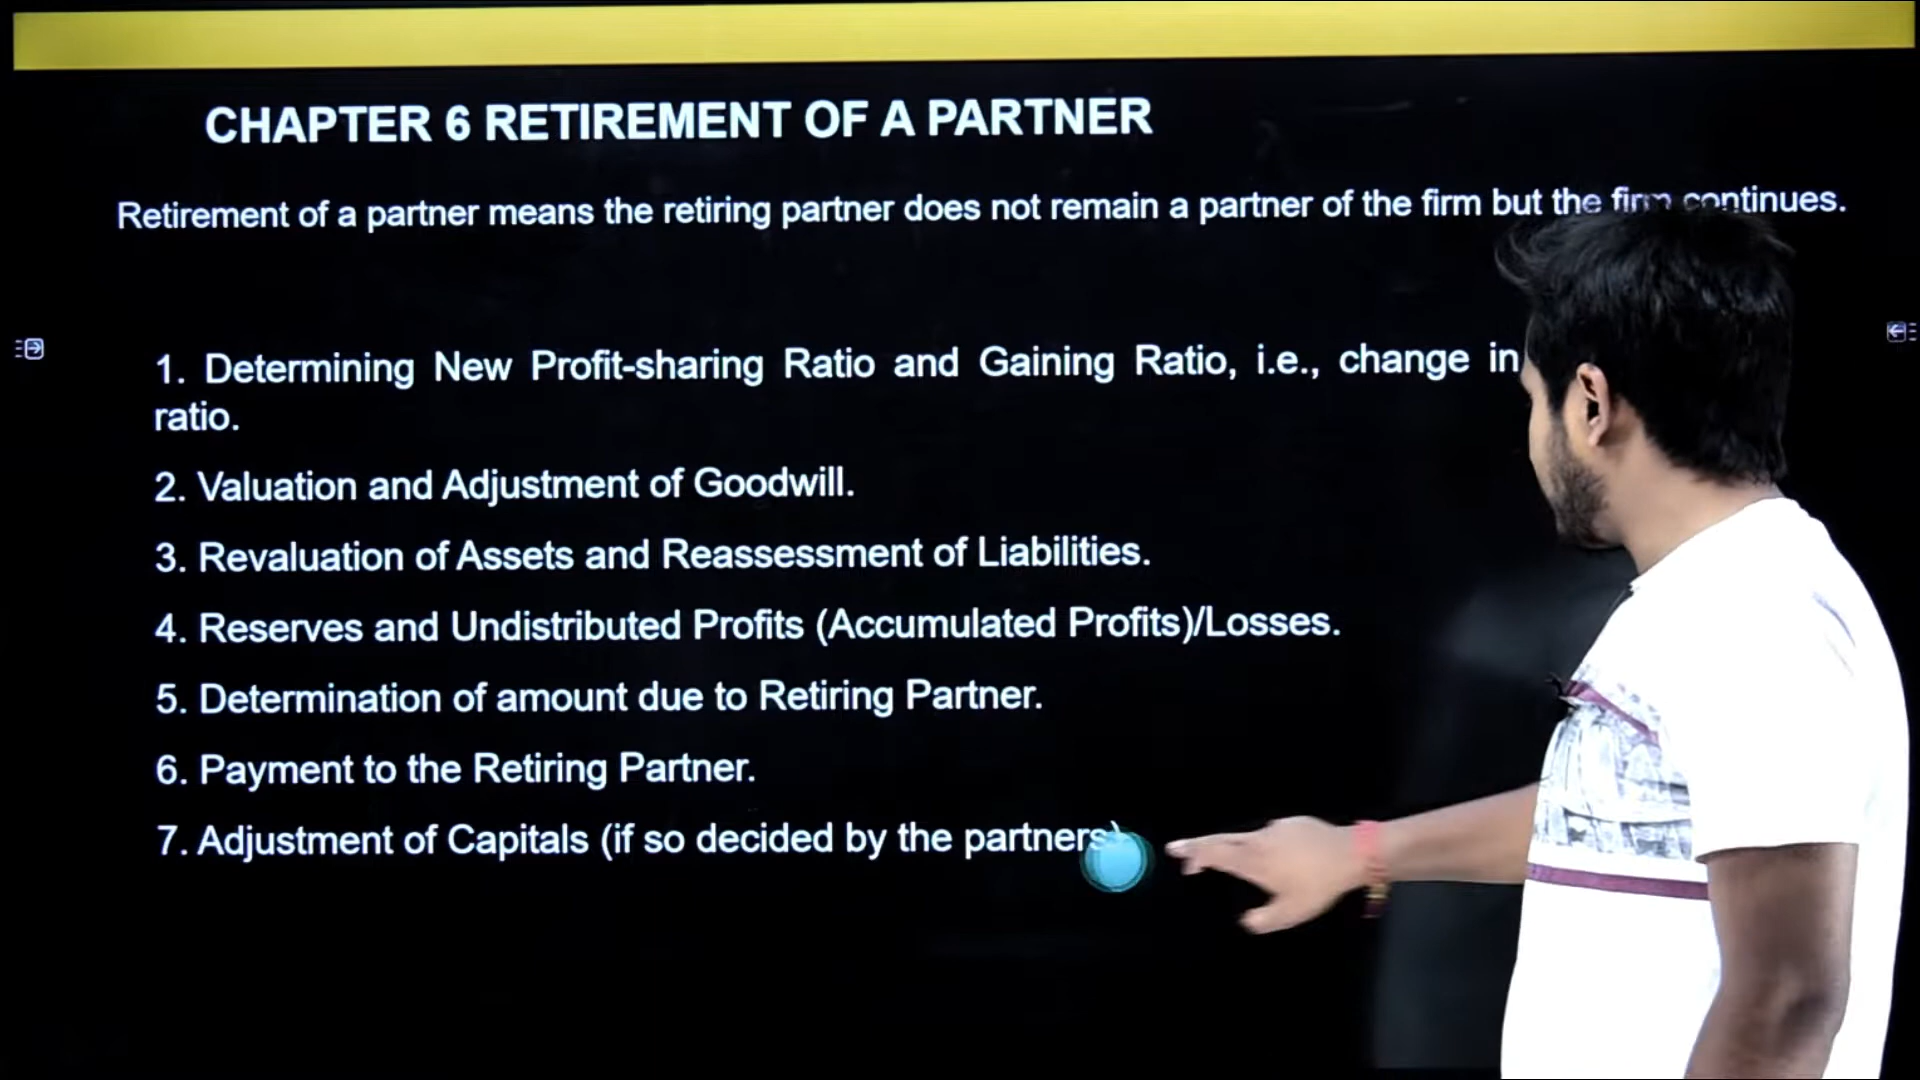 CHAPTER 6 RETIREMENT OF A PARTNER
Retirement of a partner means the retiring partner does not remain a partner of the firm but the firm continues.
1. Determining New Profit-sharing Ratio and Gaining Ratio, i.e., change in
ratio.
2. Valuation and Adjustment of Goodwill.
3. Revaluation of Assets and Reassessment of Liabilities.
4. Reserves and Undistributed Profits (Accumulated Profits)/Losses.
5. Determination of amount due to Retiring Partner.
6. Payment to the Retiring Partner.
7. Adjustment of Capitals (if so decided by the partners)